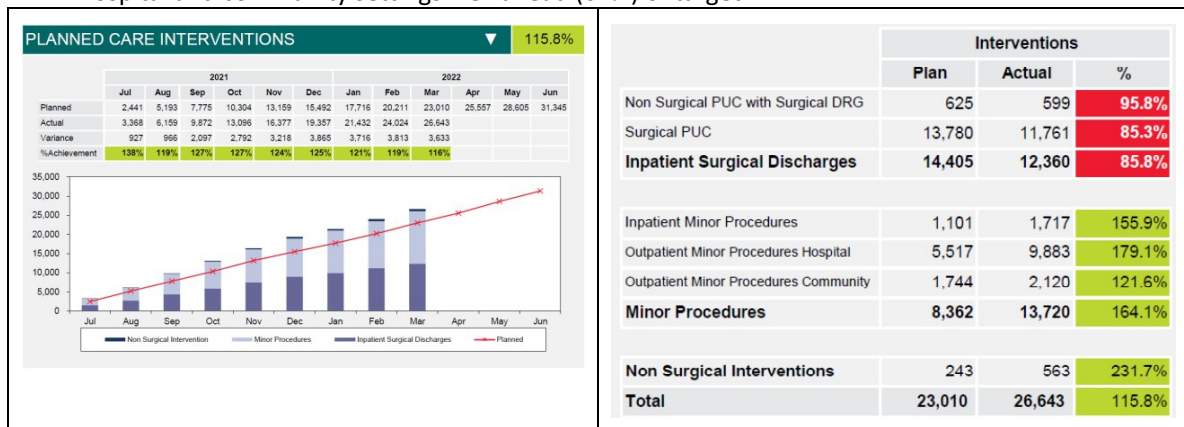 PLANNED CARE INTERVENTIONS ▼ 115.8%
2021 2022
Jul Aug Sep Oct Nov Dec Jan Feb Mar Apr May Jun
Planned 2,441 5,193 7,775 10,304 13,159 15,492 17,716 20,211 23,010 25,557 28,605 31,345
Actual 3,368 6,159 9,872 13,096 16,377 19,357 21,432 24,024 26,643
Variance 927 966 2,097 2,792 3,218 3,865 3,716 3,813 3,633
%Achievement 138% 119% 127% 127% 124% 125% 121% 119% 116%
35,000
30,000
25,000
20,000
15,000
10,000
5,000
0
Jul Aug Sep Oct Nov Dec Jan Feb Mar Apr May Jun
Non Surgical Intervention Minor Procedures Inpatient Surgical Discharges Planned
Interventions
Plan Actual %
Non Surgical PUC with Surgical DRG 625 599 95.8%
Surgical PUC 13,780 11,761 85.3%
Inpatient Surgical Discharges 14,405 12,360 85.8%
Inpatient Minor Procedures 1,101 1,717 155.9%
Outpatient Minor Procedures Hospital 5,517 9,883 179.1%
Outpatient Minor Procedures Community 1,744 2,120 121.6%
Minor Procedures 8,362 13,720 164.1%
Non Surgical Interventions 243 563 231.7%
Total 23,010 26,643 115.8%